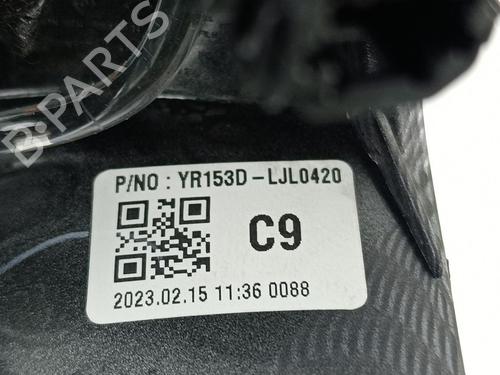 B-PARTS
P/NO : YR153D-LJL0420
C9
2023.02.15 11:36 0088